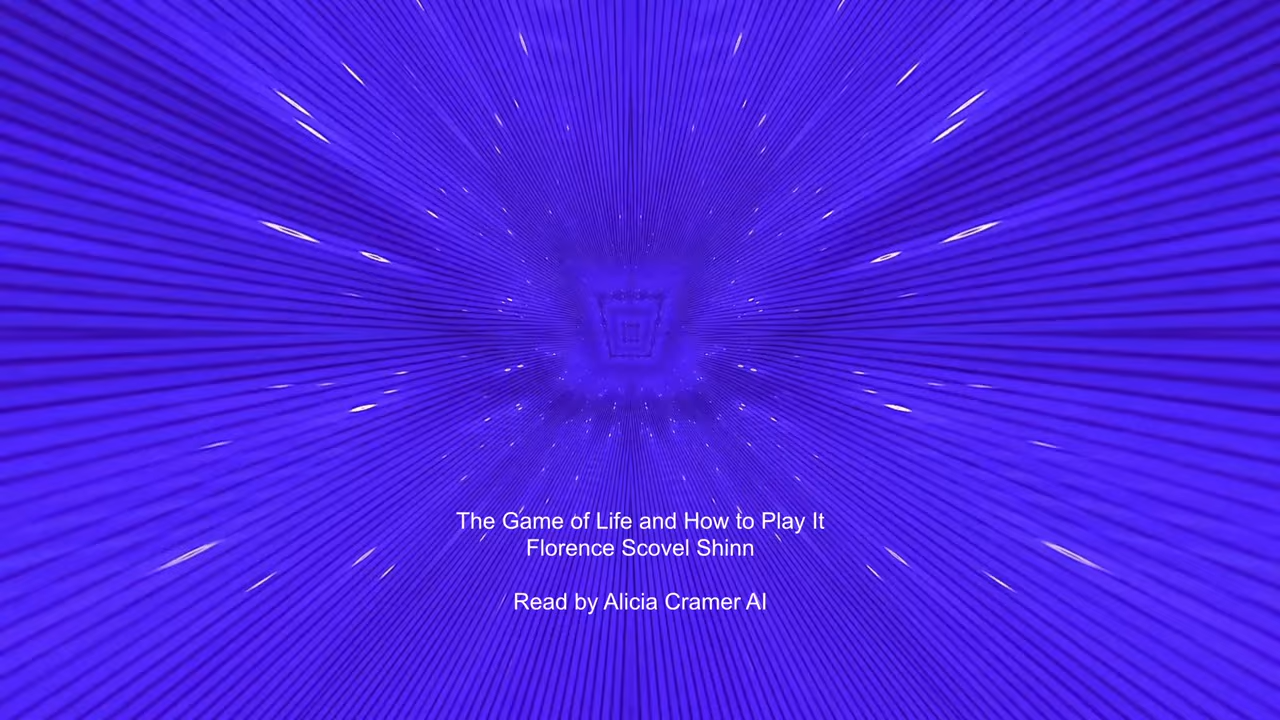 The Game of Life and How to Play It
Florence Scovel Shinn
Read by Alicia Cramer AI